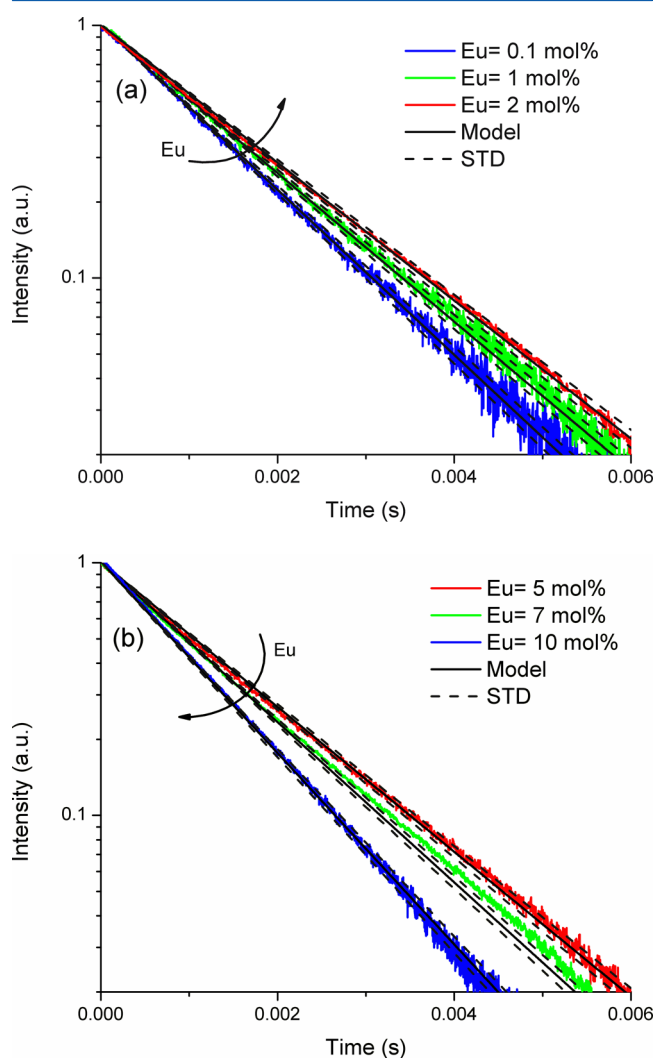 1
(a)
Eu
Eu= 0.1 mol%
Eu= 1 mol%
Eu= 2 mol%
Model
STD
Intensity (a.u.)
0.1
0.000
0.002
0.004
0.006
Time (s)
1
(b)
Eu
Eu= 5 mol%
Eu= 7 mol%
Eu= 10 mol%
Model
STD
Intensity (a.u.)
0.1
0.000
0.002
0.004
0.006
Time (s)